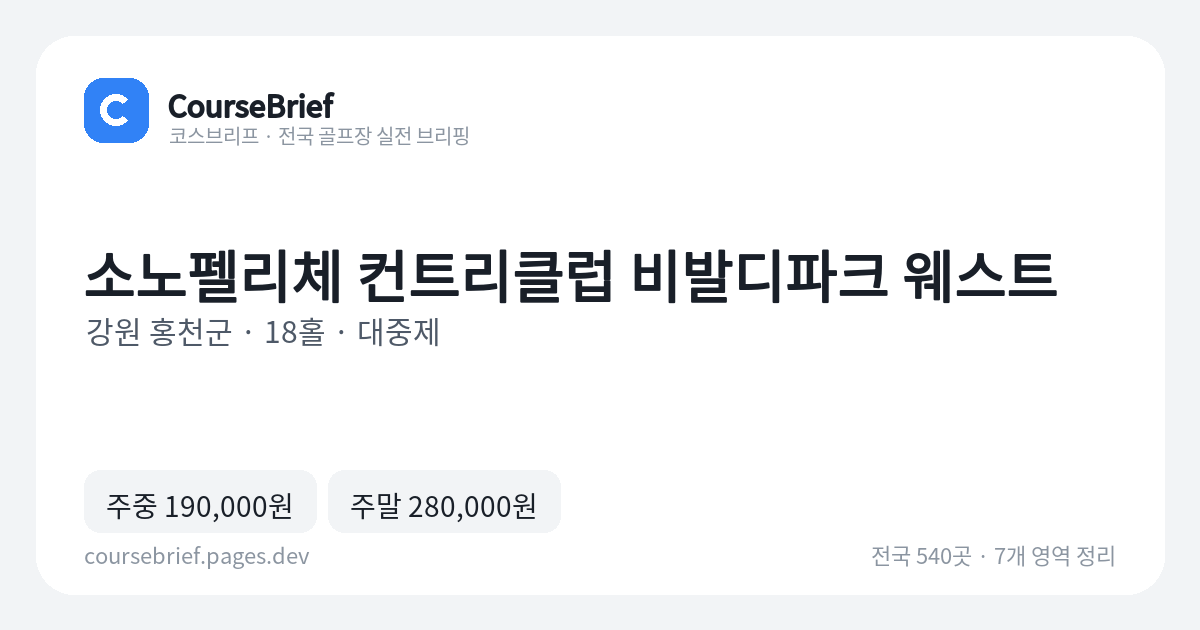 C
CourseBrief
코스브리프 · 전국 골프장 실전 브리핑
소노펠리체 컨트리클럽 비발디파크 웨스트
강원 홍천군 · 18홀 · 대중제
주중 190,000원 주말 280,000원
coursebrief.pages.dev 전국 540곳 · 7개 영역 정리